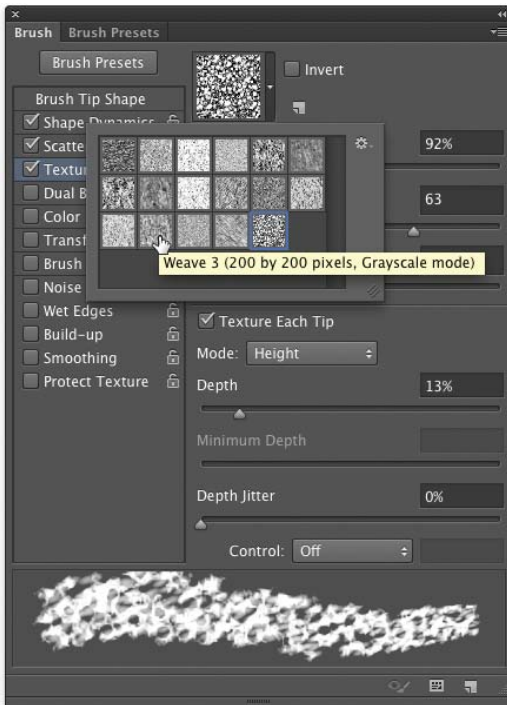 Brush Brush Presets
Brush Presets
Invert
Brush Tip Shape
Shape Dynamics
92%
63
Weave 3 (200 by 200 pixels, Grayscale mode)
Brush
Noise
Wet Edges
Build-up
Smoothing
Protect Texture
Texture Each Tip
Mode: Height
Depth 13%
Minimum Depth
Depth Jitter 0%
Control: Off